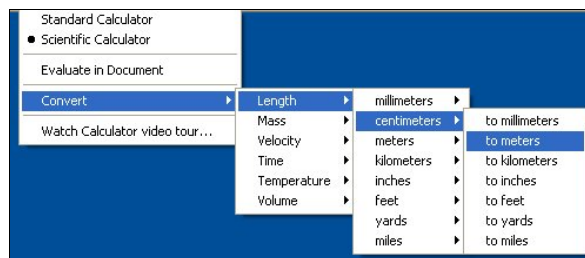 Standard Calculator
Scientific Calculator
Evaluate in Document
Convert
Watch Calculator video tour...
Length
Mass
Velocity
Time
Temperature
Volume
millimeters
centimeters
meters
kilometers
inches
feet
yards
miles
to millimeters
to meters
to kilometers
to inches
to feet
to yards
to miles